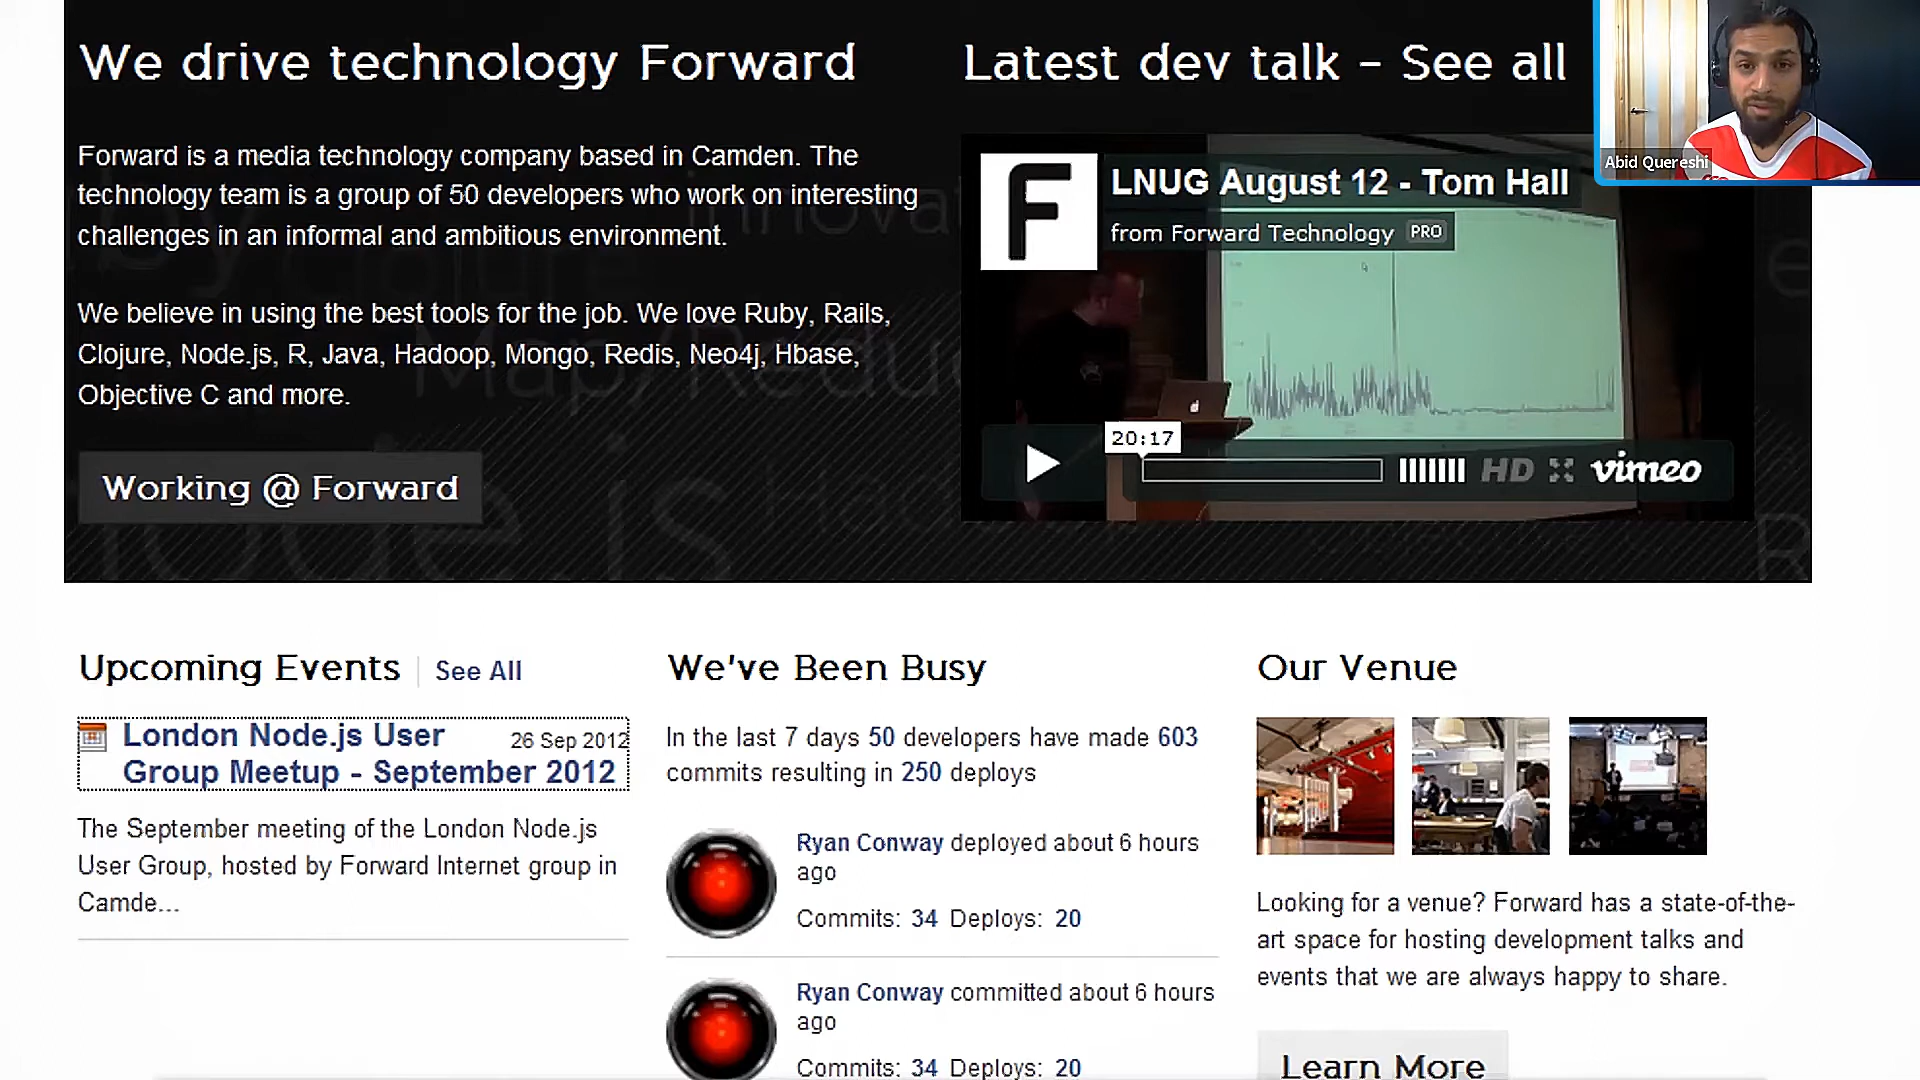 We drive technology Forward
Forward is a media technology company based in Camden. The
technology team is a group of 50 developers who work on interesting
challenges in an informal and ambitious environment.
We believe in using the best tools for the job. We love Ruby, Rails,
Clojure, Node.js, R, Java, Hadoop, Mongo, Redis, Neo4j, Hbase,
Objective C and more.
Working @ Forward
Latest dev talk – See all
F
LNUG August 12 - Tom Hall
from Forward Technology PRO
20:17
HD vimeo
Abid Quereshi
Upcoming Events | See All
London Node.js User
Group Meetup - September 2012
26 Sep 2012
The September meeting of the London Node.js
User Group, hosted by Forward Internet group in
Camde...
We've Been Busy
In the last 7 days 50 developers have made 603
commits resulting in 250 deploys
Ryan Conway deployed about 6 hours
ago
Commits: 34 Deploys: 20
Ryan Conway committed about 6 hours
ago
Commits: 34 Deploys: 20
Our Venue
Looking for a venue? Forward has a state-of-the-
art space for hosting development talks and
events that we are always happy to share.
Learn More